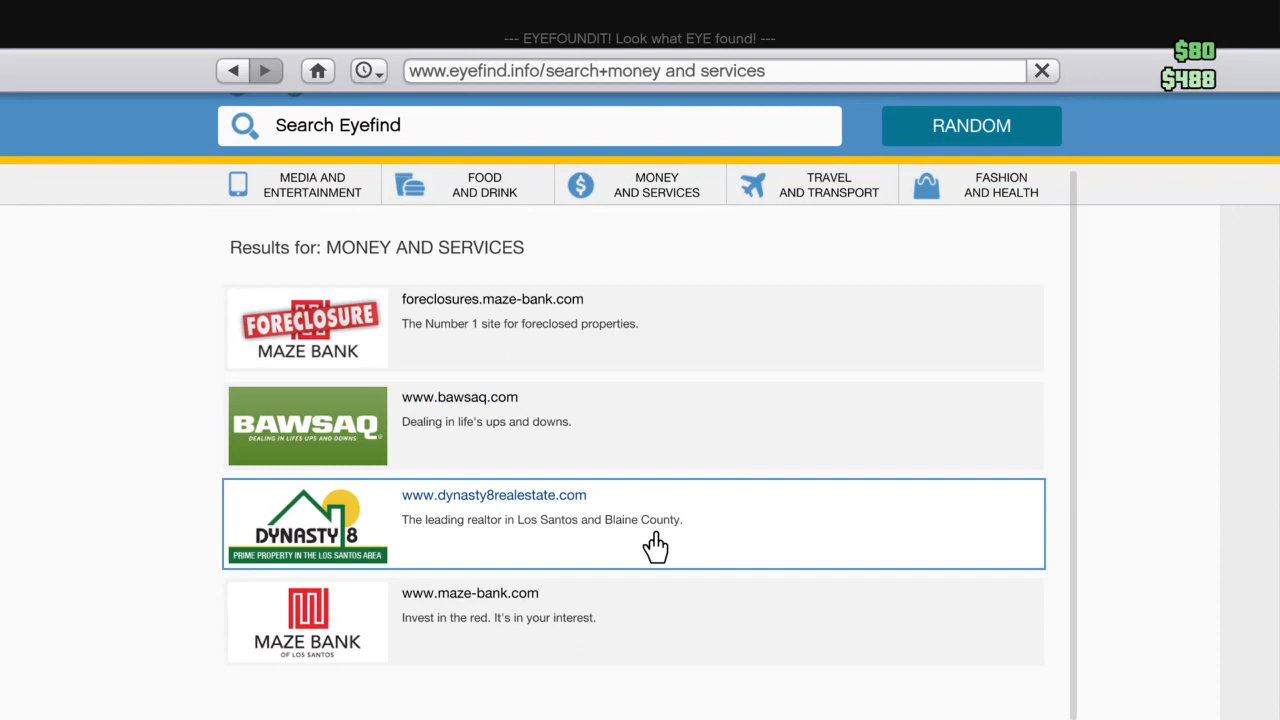 --- EYEFOUNDIT! Look what EYE found! ---
$80
www.eyefind.info/search+money and services
$488
Search Eyefind
RANDOM
MEDIA AND
ENTERTAINMENT
FOOD
AND DRINK
MONEY
AND SERVICES
TRAVEL
AND TRANSPORT
FASHION
AND HEALTH
Results for: MONEY AND SERVICES
FORECLOSURE
MAZE BANK
foreclosures.maze-bank.com
The Number 1 site for foreclosed properties.
BAWSAQ
DEALING IN LIFES UPS AND DOWNS
www.bawsaq.com
Dealing in life's ups and downs.
DYNASTY 8
PRIME PROPERTY IN THE LOS SANTOS AREA
www.dynasty8realestate.com
The leading realtor in Los Santos and Blaine County.
MAZE BANK
OF LOS SANTOS
www.maze-bank.com
Invest in the red. It's in your interest.